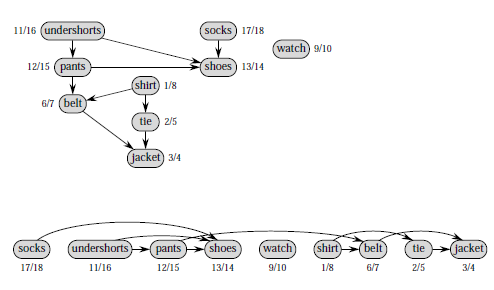 11/16 undershorts socks 17/18
watch 9/10
12/15 pants shoes 13/14
shirt 1/8
6/7 belt
tie 2/5
jacket 3/4
socks undershorts pants shoes watch shirt belt tie jacket
17/18 11/16 12/15 13/14 9/10 1/8 6/7 2/5 3/4